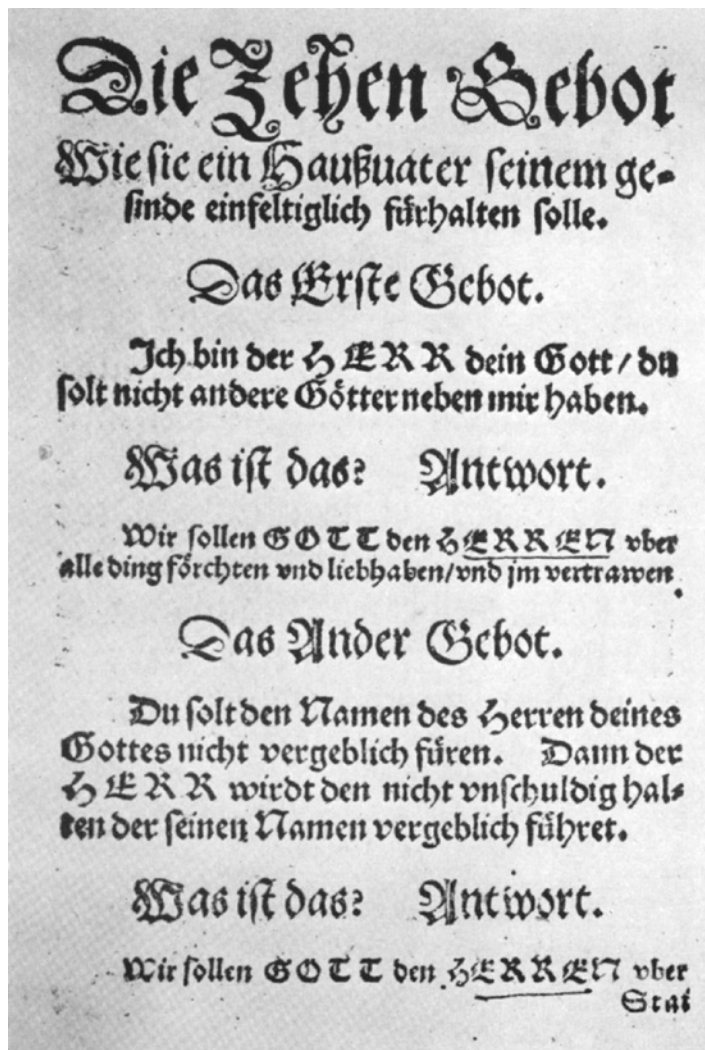 Die Zehen Gebot
Wie sie ein Haußuater seinem ge-
sinde einfeltiglich fürhalten solle.
Das Erste Gebot.
Ich bin der HERR dein Gott / du
solt nicht andere Götter neben mir haben.
Was ist das? Antwort.
Wir sollen GOTT den HERREN vber
alle ding förchten vnd liebhaben / vnd jm vertrawen.
Das Ander Gebot.
Du solt den Namen des Herren deines
Gottes nicht vergeblich füren. Dann der
HERR wirdt den nicht vnschuldig hal-
ten der seinen Namen vergeblich führet.
Was ist das? Antwort.
Wir sollen GOTT den HERREN vber